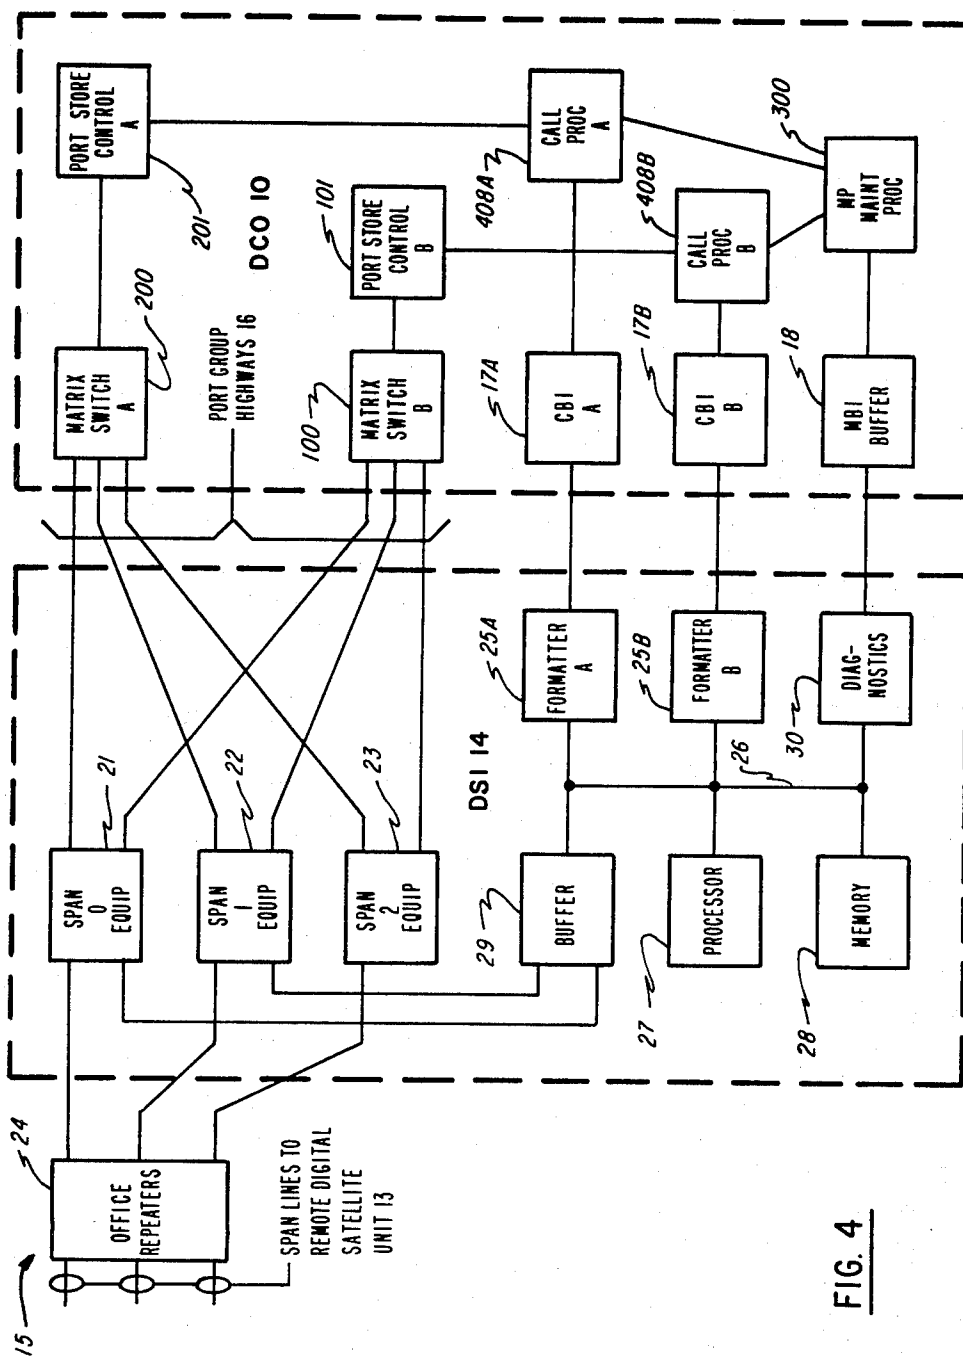 15
24
OFFICE
REPEATERS
SPAN LINES TO
REMOTE DIGITAL
SATELLITE
UNIT 13
SPAN
0
EQUIP
21
SPAN
1
EQUIP
22
SPAN
2
EQUIP
23
DSI 14
29
BUFFER
27
PROCESSOR
28
MEMORY
25A
FORMATTER
A
25B
FORMATTER
B
26
30
DIAG-
NOSTICS
PORT GROUP
HIGHWAYS 16
MATRIX
SWITCH
A
200
100
MATRIX
SWITCH
B
DCO 10
PORT STORE
CONTROL
A
201
101
PORT STORE
CONTROL
B
17A
CBI
A
17B
CBI
B
18
MBI
BUFFER
408A
CALL
PROC
A
408B
CALL
PROC
B
300
MP
MAINT
PROC
FIG. 4